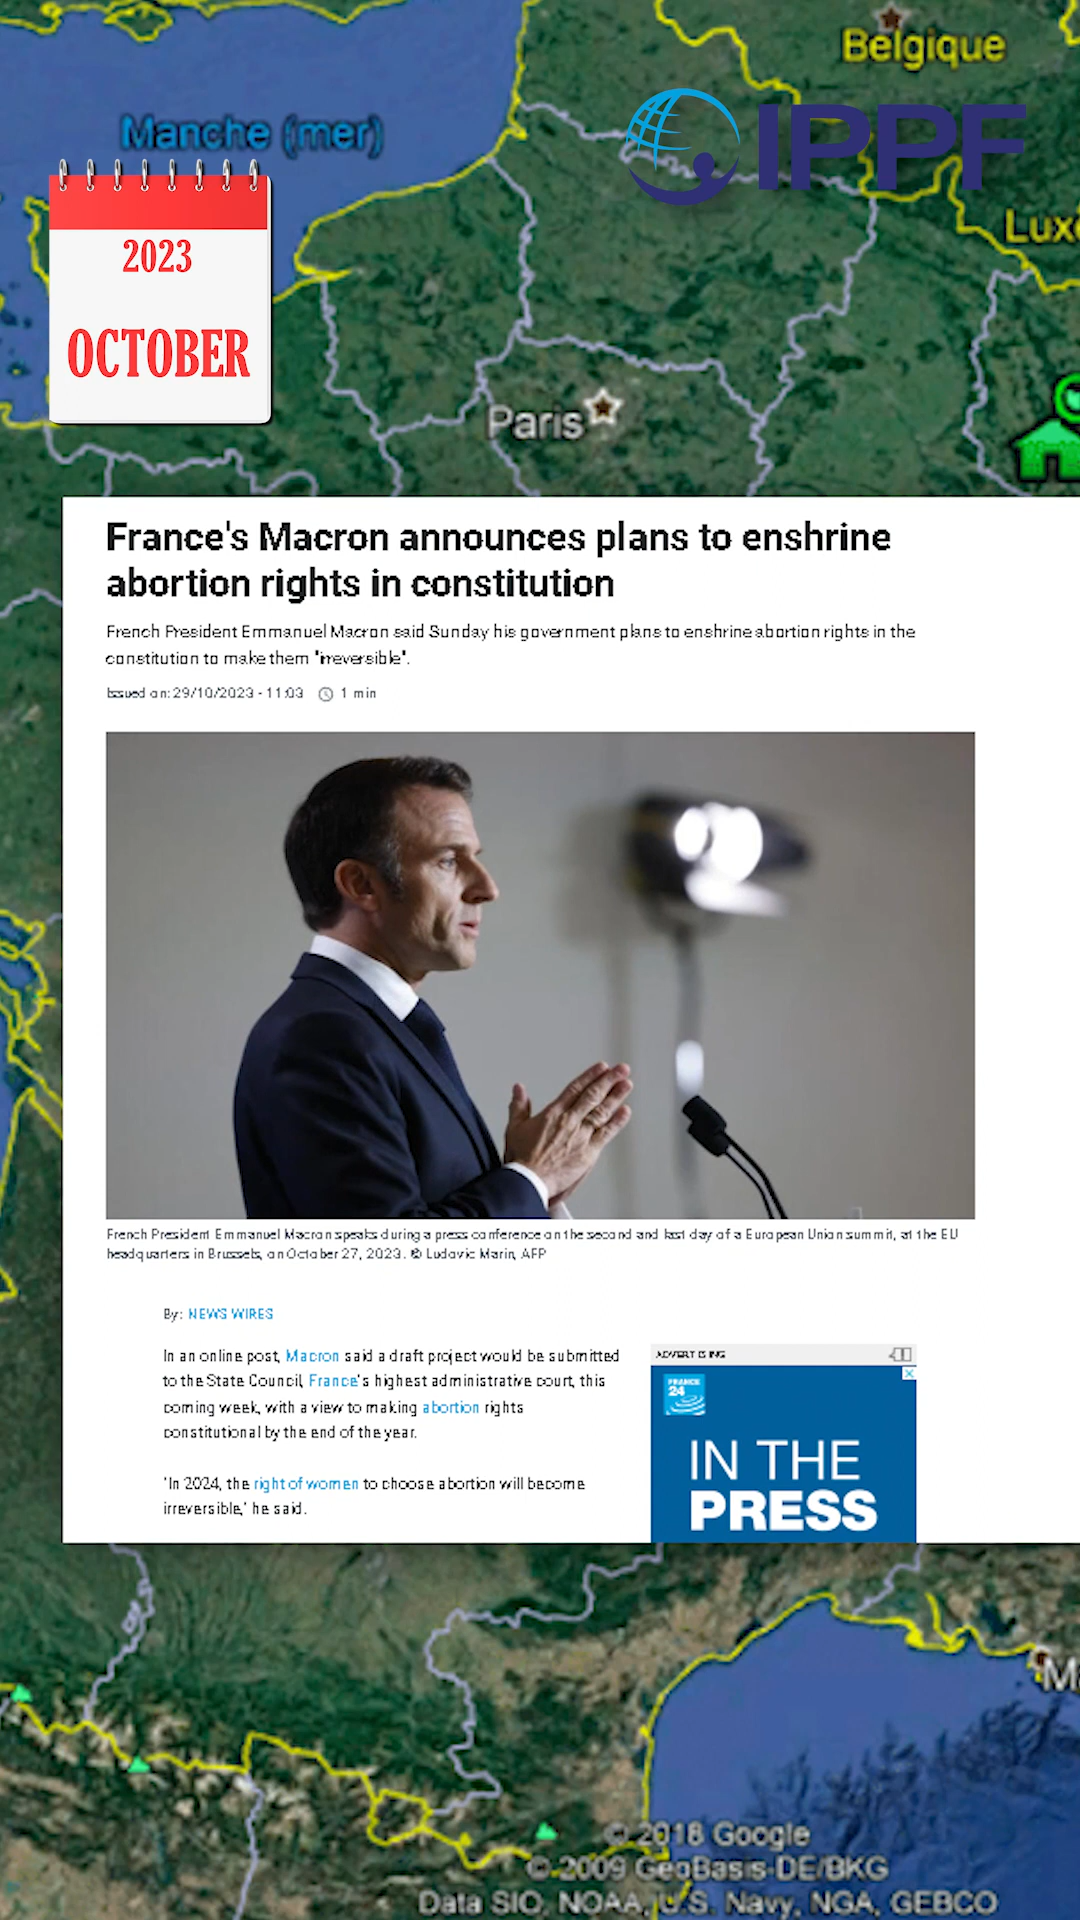 Belgique
Manche (mer)
IPPF
2023
OCTOBER
Paris
France's Macron announces plans to enshrine
abortion rights in constitution
French President Emmanuel Macron said Sunday his government plans to enshrine abortion rights in the
constitution to make them "irreversible".
Issued on: 29/10/2023 - 11:03 1 min
French President Emmanuel Macron speaks during a press conference on the second and last day of a European Union summit, at the EU
headquarters in Brussels, on October 27, 2023. © Ludovic Marin, AFP
By: NEWS WIRES
In an online post, Macron said a draft project would be submitted
to the State Council, France's highest administrative court, this
coming week, with a view to making abortion rights
constitutional by the end of the year.
"In 2024, the right of women to choose abortion will become
irreversible," he said.
ADVERTISING
FRANCE
24
IN THE
PRESS
© 2018 Google
© 2009 GeoBasis-DE/BKG
Data SIO, NOAA, U.S. Navy, NGA, GEBCO